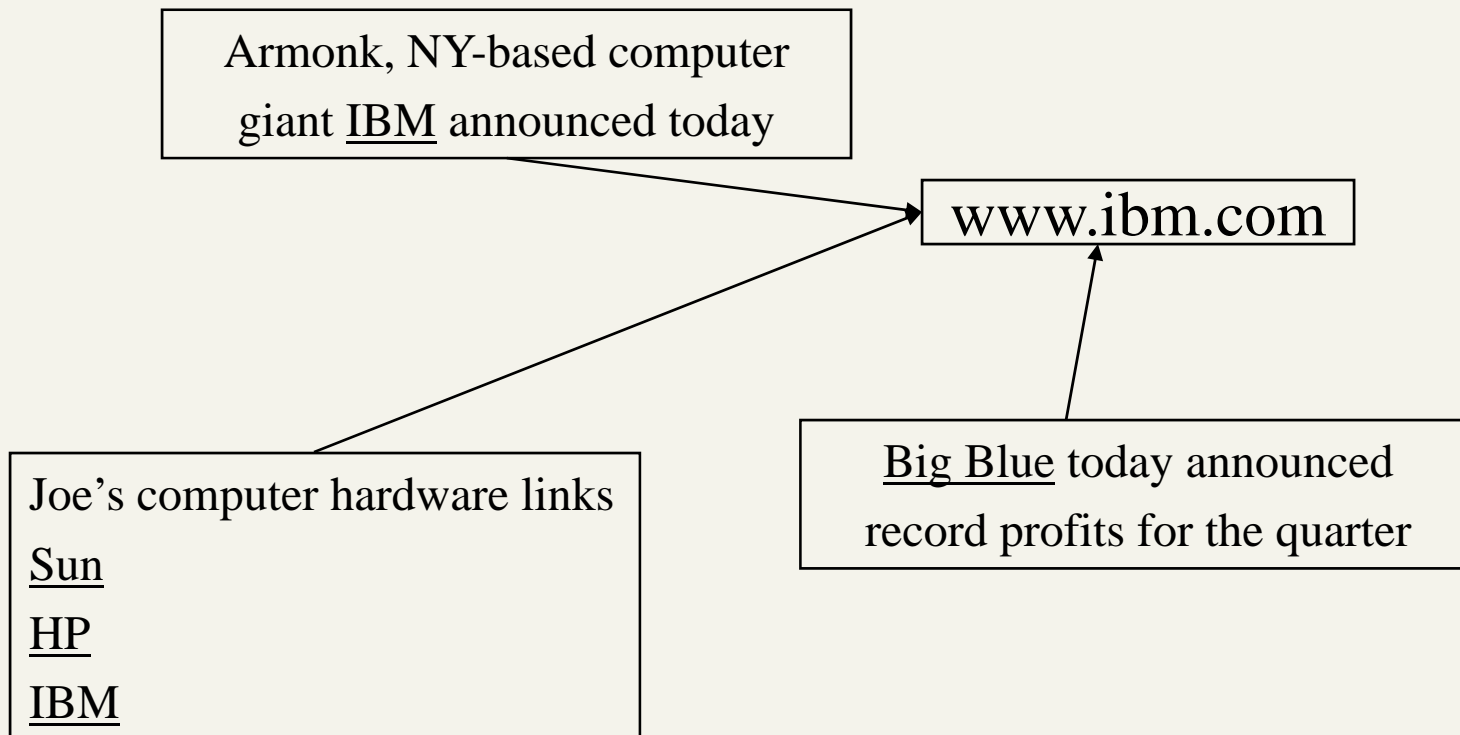 Armonk, NY-based computer
giant IBM announced today
www.ibm.com
Joe’s computer hardware links
Sun
HP
IBM
Big Blue today announced
record profits for the quarter